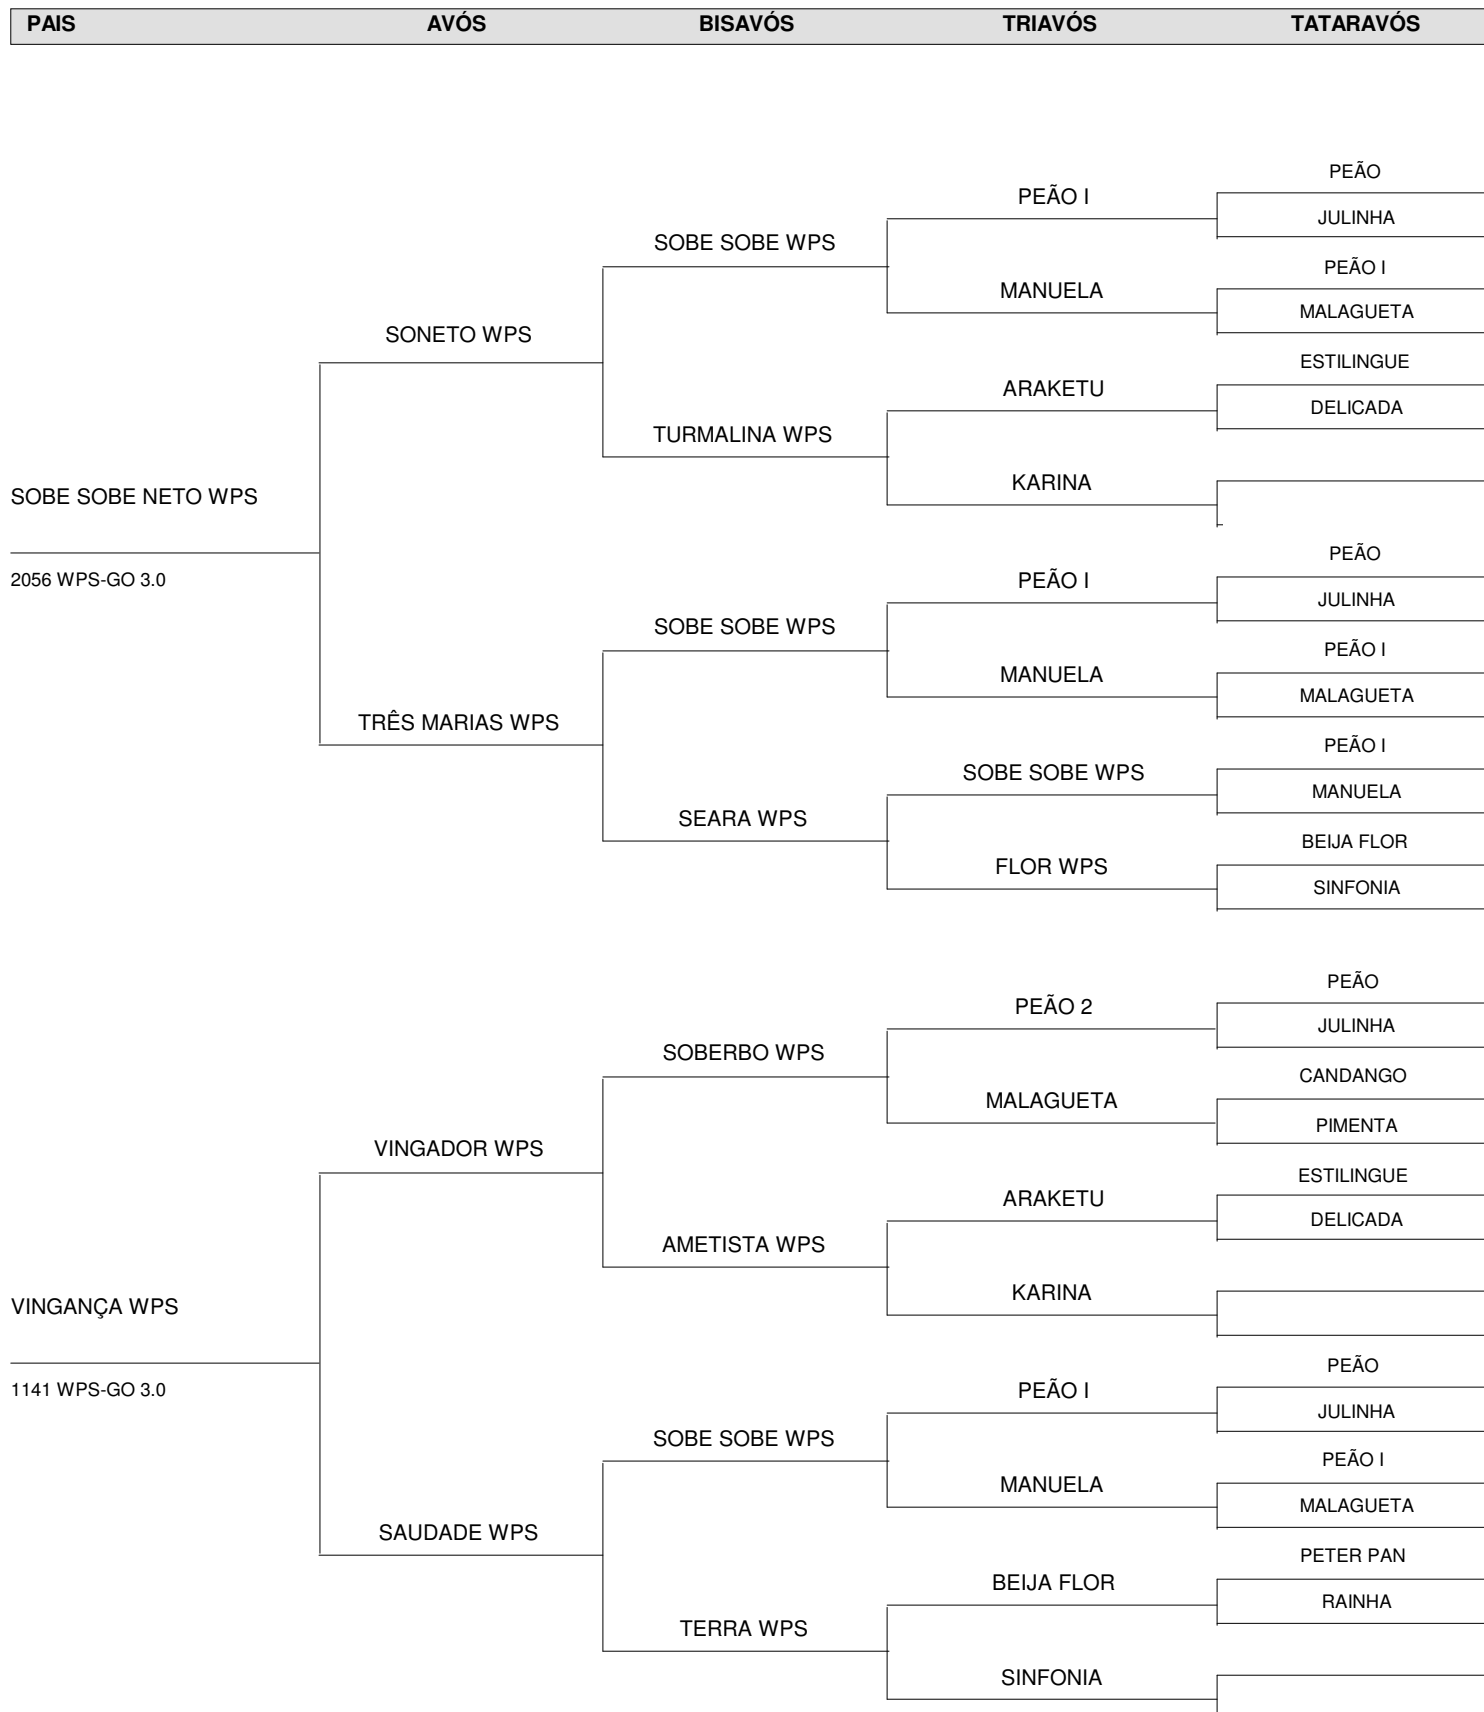 PAIS AVÓS BISAVÓS TRIAVÓS TATARAVÓS
PEÃO
PEÃO I
JULINHA
SOBE SOBE WPS
PEÃO I
MANUELA
MALAGUETA
SONETO WPS
ESTILINGUE
ARAKETU
DELICADA
TURMALINA WPS
KARINA
SOBE SOBE NETO WPS
PEÃO
2056 WPS-GO 3.0
PEÃO I
JULINHA
SOBE SOBE WPS
PEÃO I
MANUELA
MALAGUETA
TRÊS MARIAS WPS
PEÃO I
SOBE SOBE WPS
MANUELA
SEARA WPS
BEIJA FLOR
FLOR WPS
SINFONIA
PEÃO
PEÃO 2
JULINHA
SOBERBO WPS
CANDANGO
MALAGUETA
PIMENTA
VINGADOR WPS
ESTILINGUE
ARAKETU
DELICADA
AMETISTA WPS
KARINA
VINGANÇA WPS
PEÃO
1141 WPS-GO 3.0
PEÃO I
JULINHA
SOBE SOBE WPS
PEÃO I
MANUELA
MALAGUETA
SAUDADE WPS
PETER PAN
BEIJA FLOR
RAINHA
TERRA WPS
SINFONIA